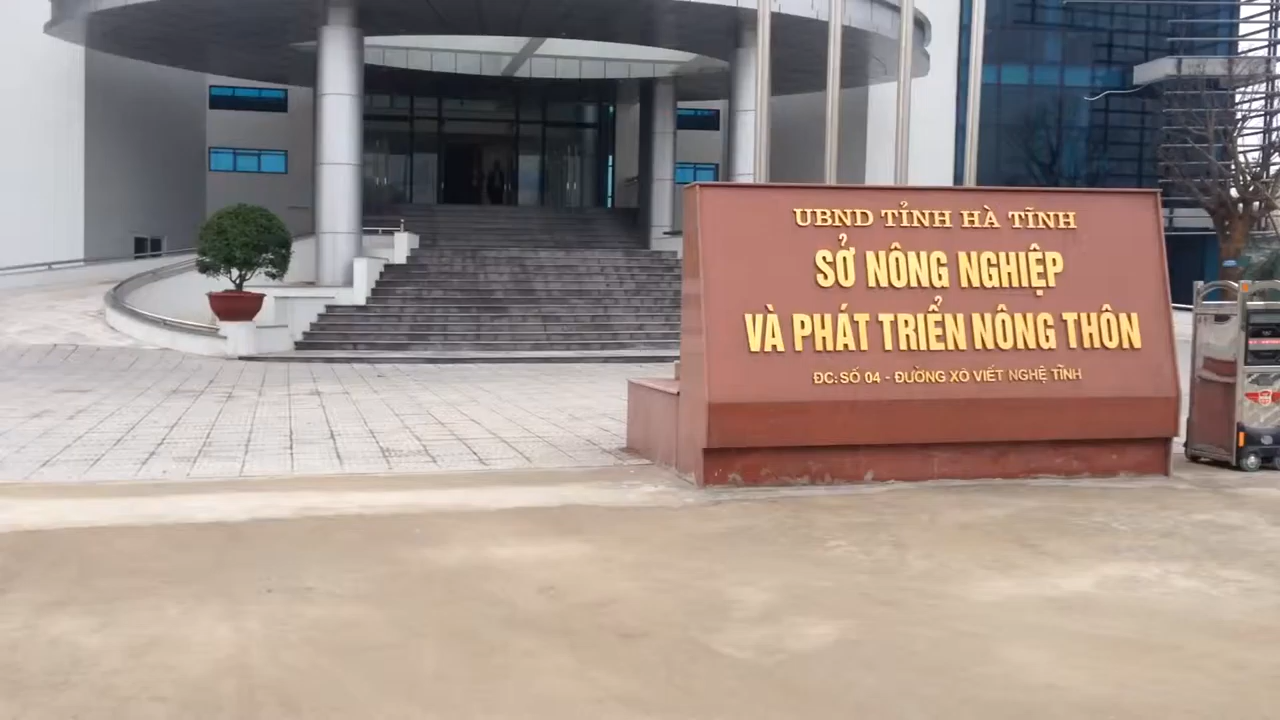 UBND TỈNH HÀ TĨNH
SỞ NÔNG NGHIỆP
VÀ PHÁT TRIỂN NÔNG THÔN
ĐC: SỐ 04 - ĐƯỜNG XÔ VIẾT NGHỆ TĨNH